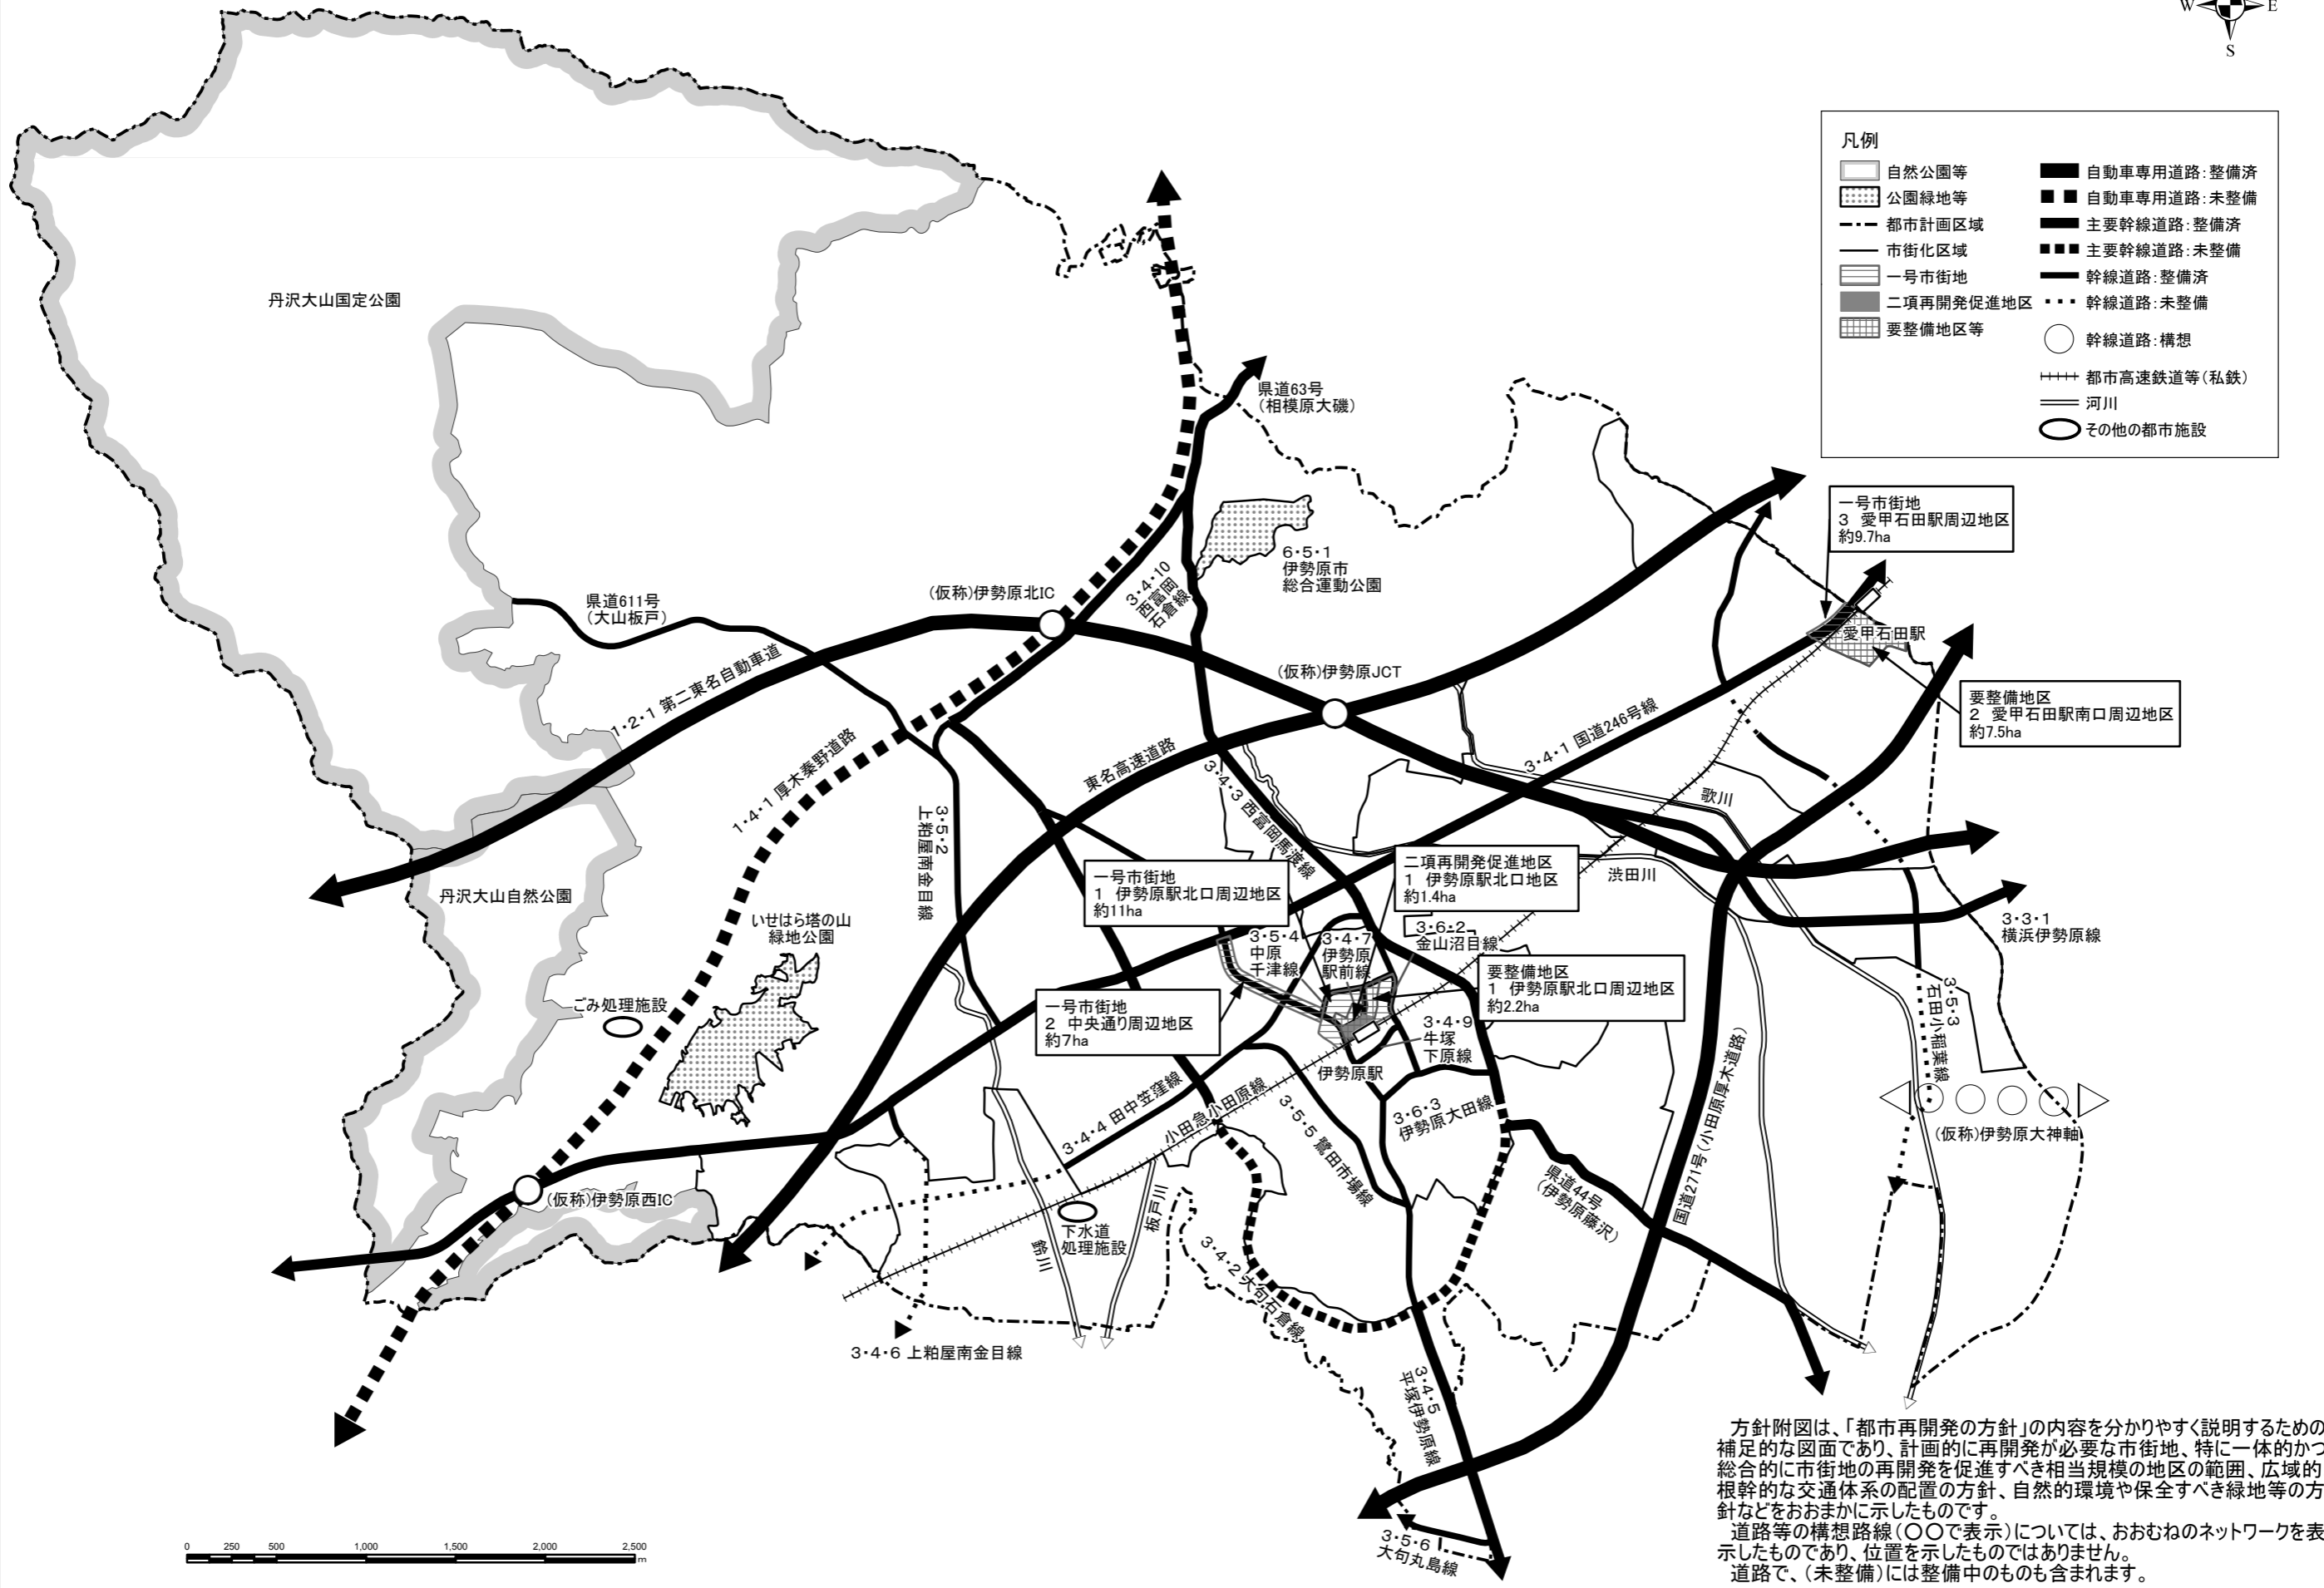 W E
S
凡例
自然公園等
公園緑地等
都市計画区域
市街化区域
一号市街地
二項再開発促進地区
要整備地区等
自動車専用道路:整備済
自動車専用道路:未整備
主要幹線道路:整備済
主要幹線道路:未整備
幹線道路:整備済
幹線道路:未整備
幹線道路:構想
都市高速鉄道等(私鉄)
河川
その他の都市施設
丹沢大山国定公園
県道63号
(相模原大磯)
6・5・1
伊勢原市
総合運動公園
3・4・10
西富岡
石倉線
(仮称)伊勢原北IC
県道611号
(大山板戸)
1・2・1 第二東名自動車道
(仮称)伊勢原JCT
一号市街地
3 愛甲石田駅周辺地区
約9.7ha
愛甲石田駅
要整備地区
2 愛甲石田駅南口周辺地区
約7.5ha
1・4・1 厚木秦野道路
東名高速道路
3・4・1 国道246号線
3・4・3 西富岡馬渡線
3・5・2
上粕屋南金目線
歌川
渋田川
丹沢大山自然公園
いせはら塔の山
緑地公園
ごみ処理施設
一号市街地
1 伊勢原駅北口周辺地区
約11ha
二項再開発促進地区
1 伊勢原駅北口地区
約1.4ha
3・5・4
中原
千津線
3・4・7
伊勢原
駅前線
3・6・2
金山沼目線
要整備地区
1 伊勢原駅北口周辺地区
約2.2ha
一号市街地
2 中央通り周辺地区
約7ha
3・4・9
牛塚
下原線
伊勢原駅
3・3・1
横浜伊勢原線
3・5・3
石田小稲葉線
(仮称)伊勢原大神軸
3・4・4 田中笠窪線
小田急小田原線
3・5・5 鷺田市場線
3・6・3
伊勢原大田線
県道44号
(伊勢原藤沢)
国道271号(小田原厚木道路)
(仮称)伊勢原西IC
下水道
処理施設
鈴川
板戸川
3・4・2 大句石倉線
3・4・6 上粕屋南金目線
3・4・5
平塚伊勢原線
3・5・6
大句丸島線
0 250 500 1,000 1,500 2,000 2,500
m
方針附図は、「都市再開発の方針」の内容を分かりやすく説明するための
補足的な図面であり、計画的に再開発が必要な市街地、特に一体的かつ
総合的に市街地の再開発を促進すべき相当規模の地区の範囲、広域的
根幹的な交通体系の配置の方針、自然的環境や保全すべき緑地等の方
針などをおおまかに示したものです。
道路等の構想路線(〇〇で表示)については、おおむねのネットワークを表
示したものであり、位置を示したものではありません。
道路で、(未整備)には整備中のものも含まれます。